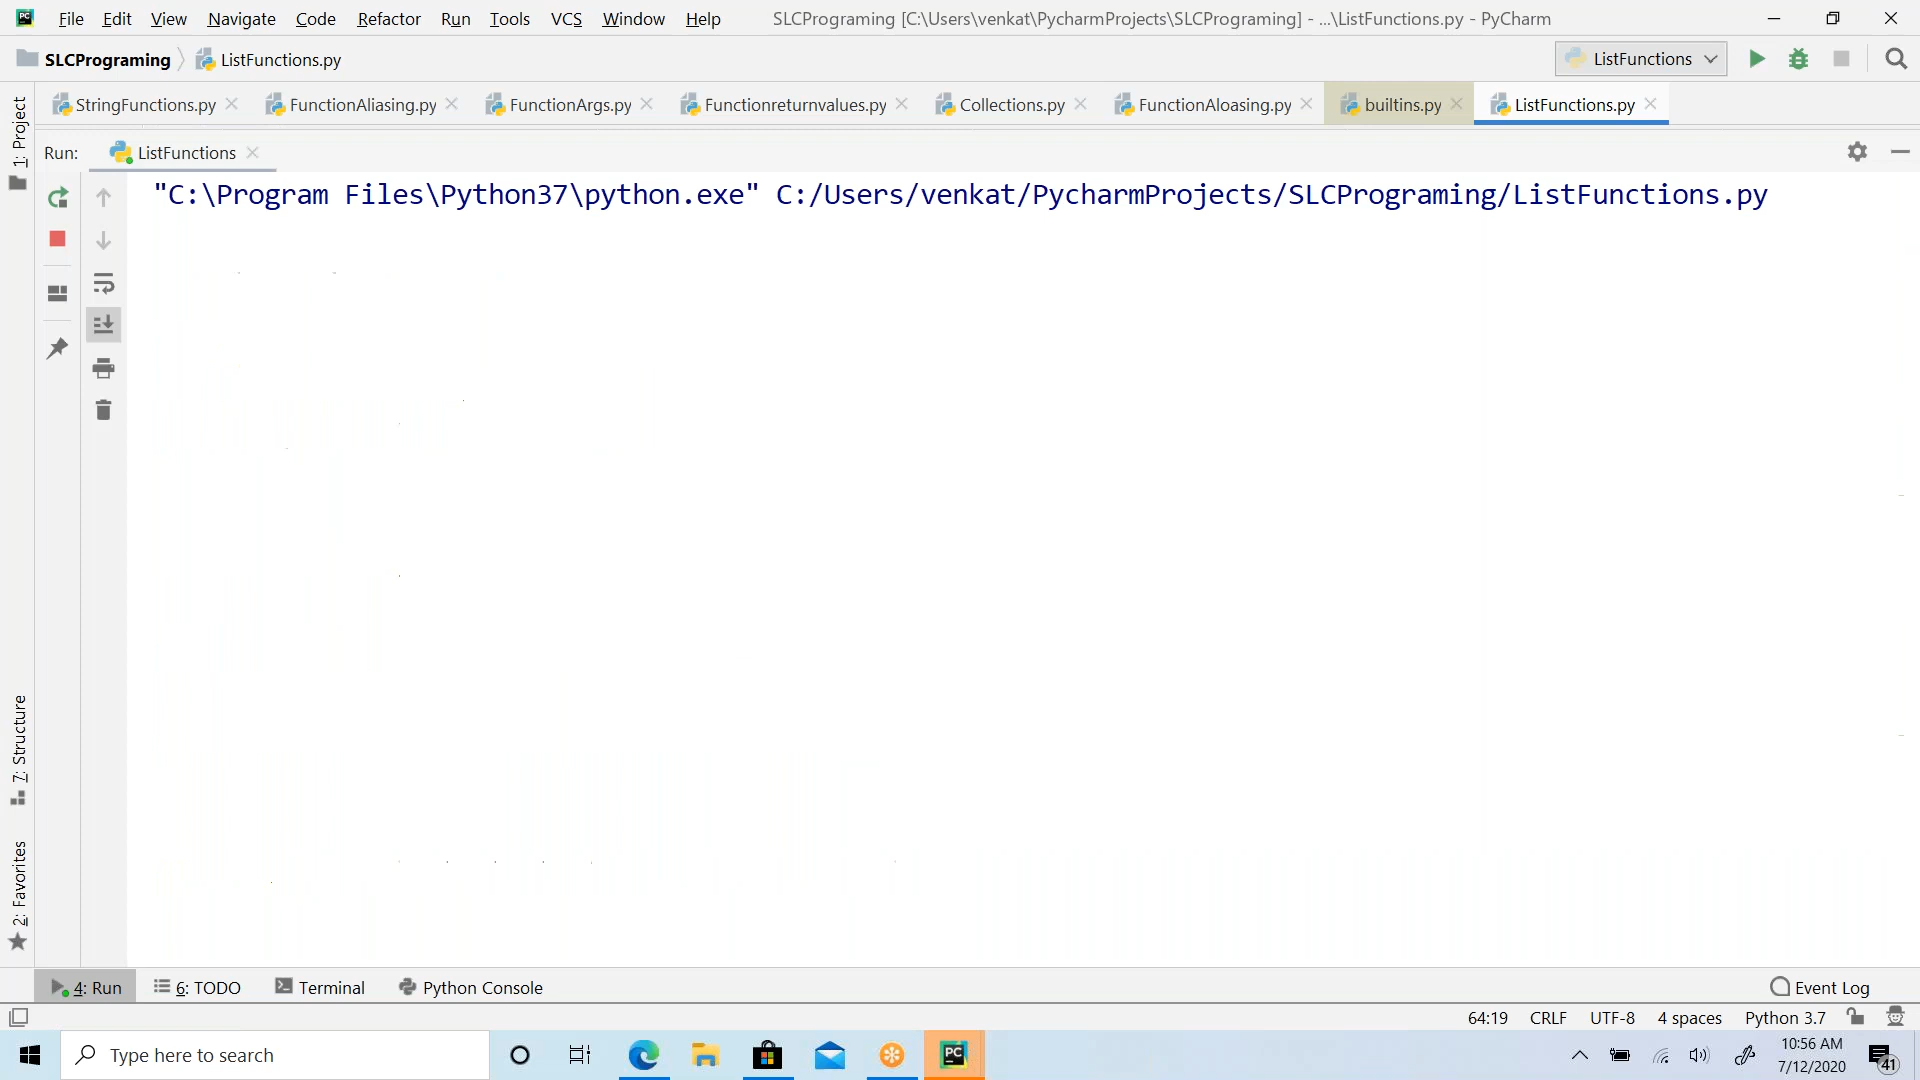 File Edit View Navigate Code Refactor Run Tools VCS Window Help SLCPrograming [C:\Users\venkat\PycharmProjects\SLCPrograming] - ...\ListFunctions.py - PyCharm
SLCPrograming ListFunctions.py ListFunctions
StringFunctions.py FunctionAliasing.py FunctionArgs.py Functionreturnvalues.py Collections.py FunctionAloasing.py builtins.py ListFunctions.py
1: Project
Run: ListFunctions
"C:\Program Files\Python37\python.exe" C:/Users/venkat/PycharmProjects/SLCPrograming/ListFunctions.py
7: Structure
2: Favorites
4: Run 6: TODO Terminal Python Console Event Log
64:19 CRLF UTF-8 4 spaces Python 3.7
Type here to search
PC
10:56 AM
7/12/2020
41